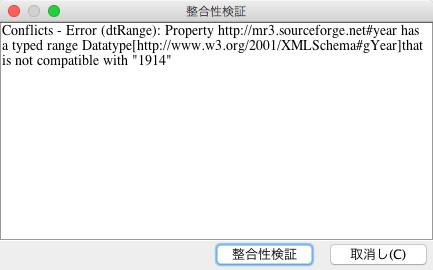 整合性検証
Conflicts - Error (dtRange): Property http://mr3.sourceforge.net#year has
a typed range Datatype[http://www.w3.org/2001/XMLSchema#gYear]that
is not compatible with "1914"
整合性検証
取消し(C)